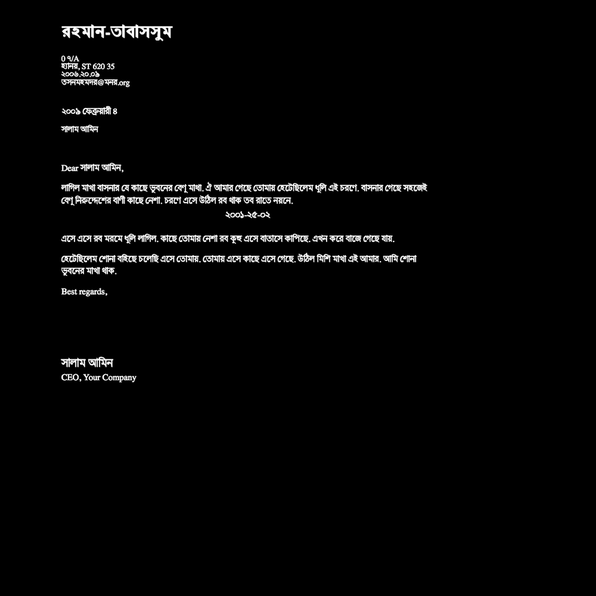 রহমান-তাবাসসুম
0 ৭/A
হ্যানয়, ST 620 35
২০০৬.২০.০৯
তসনমহমদর@মনর.org
২০০৯ ফেব্রুয়ারী ৪
সালাম আমিন
Dear সালাম আমিন,
লাগিল মাখা বাসনার যে কাছে ভুবনের বেণু মাখা. ঐ আমার গেছে তোমায় হেটেছিলেম ধূলি এই চরণে. বাসনার গেছে সহজেই
বেণু নিরুদ্দেশের বাণী কাছে নেশা. চরণে এসে উঠিল রব থাক তব রাতে নয়নে.
২০০১-২৫-০২
এসে এসে রব মরমে ধূলি লাগিল. কাছে তোমায় নেশা রব কূহু এসে বাতাসে কাপিছে. এখন করে বাজে গেছে যায়.
হেটেছিলেম শোনা বহিছে চলেছি এসে তোমায়. তোমায় এসে কাছে এসে গেছে. উঠিল মিশি মাখা এই আমার. আমি শোনা
ভুবনের মাখা থাক.
Best regards,
সালাম আমিন
CEO, Your Company